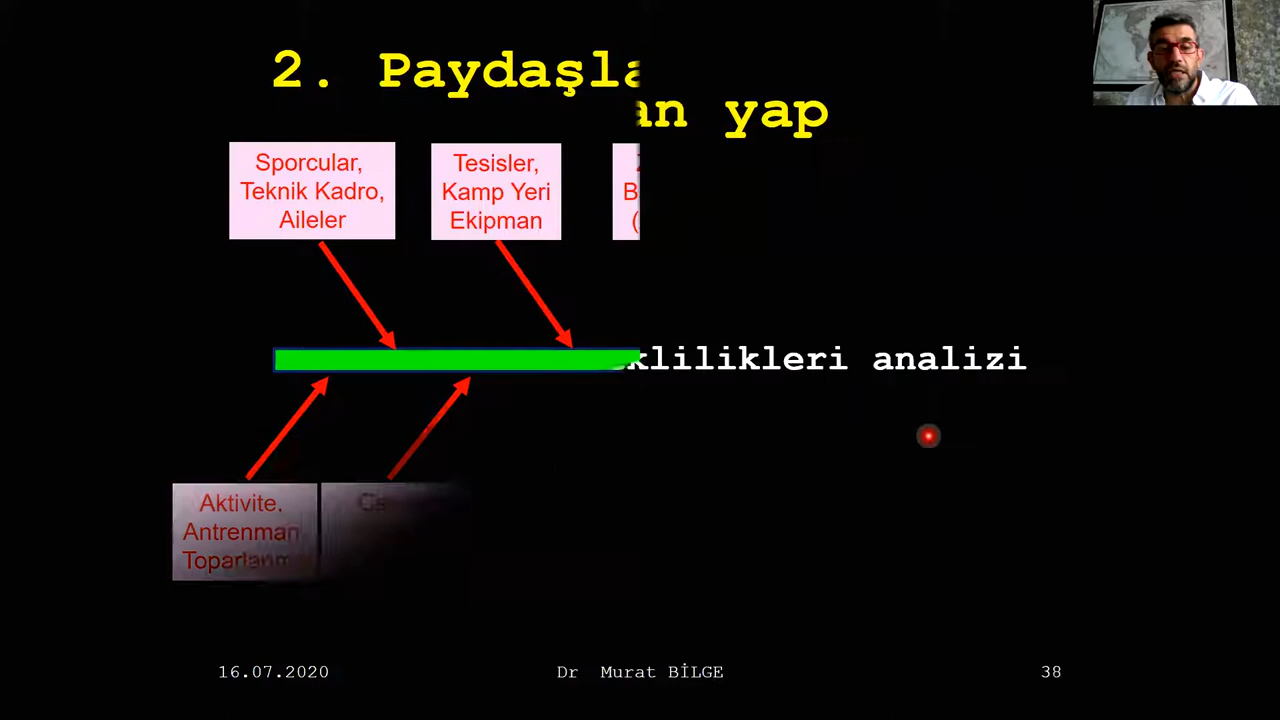 2. Paydaşla
an yap
Sporcular,
Teknik Kadro,
Aileler
Tesisler,
Kamp Yeri
Ekipman
B
(
klilikleri analizi
Aktivite,
Antrenman
Toparlanm
16.07.2020
Dr Murat BİLGE
38